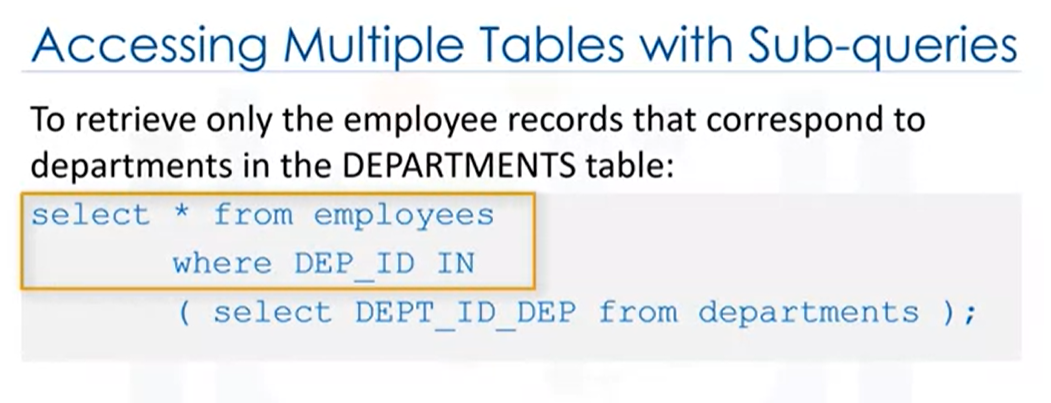 Accessing Multiple Tables with Sub-queries
To retrieve only the employee records that correspond to
departments in the DEPARTMENTS table:
select * from employees
where DEP_ID IN
( select DEPT_ID_DEP from departments );